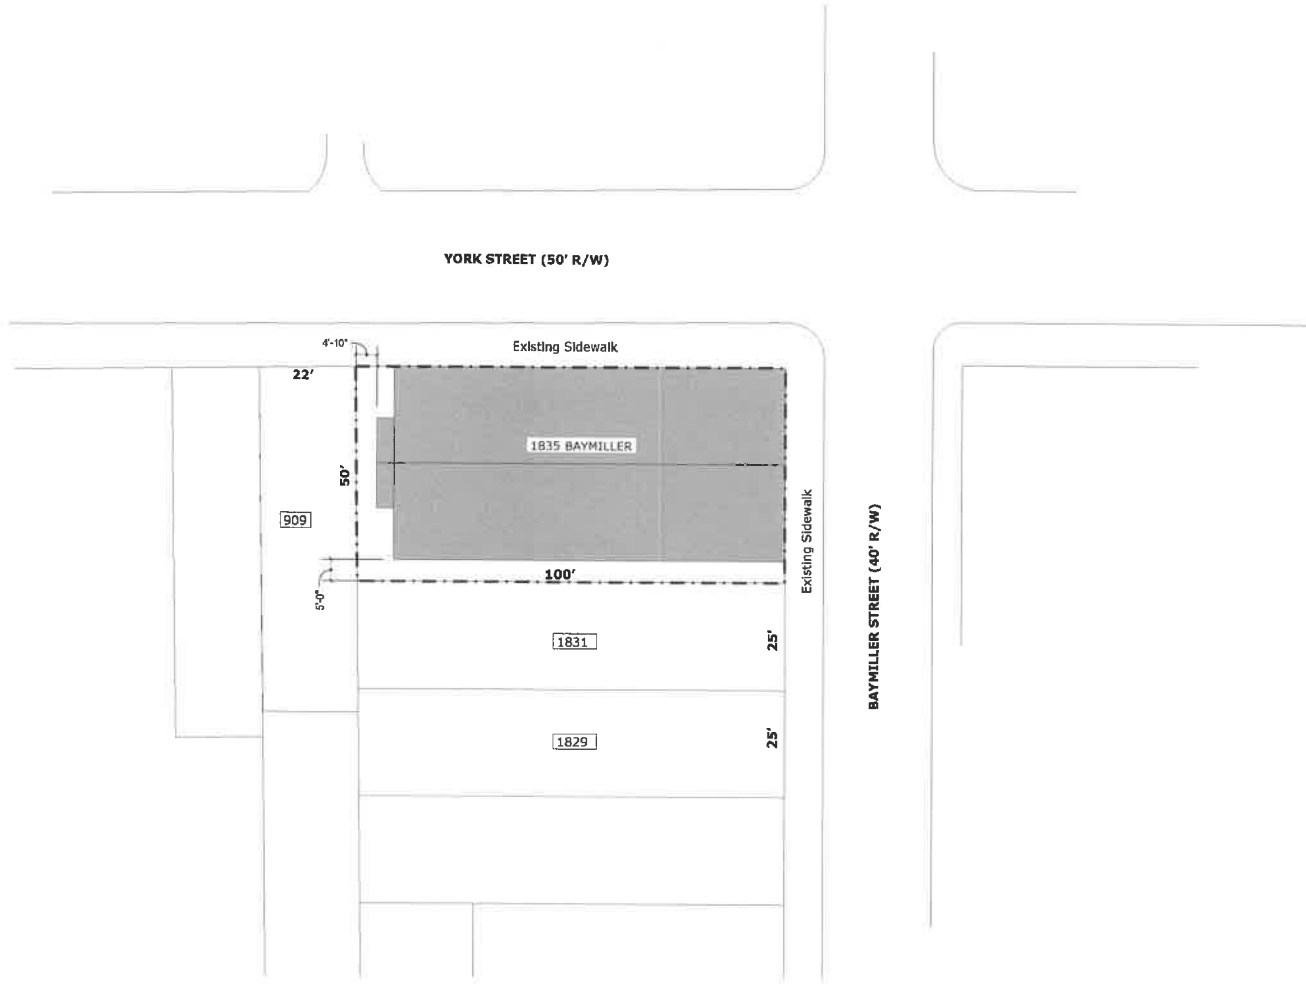 YORK STREET (50' R/W)
4'-10"
Existing Sidewalk
22'
1835 BAYMILLER
50'
909
Existing Sidewalk
BAYMILLER STREET (40' R/W)
100'
5'-0"
1831
25'
1829
25'